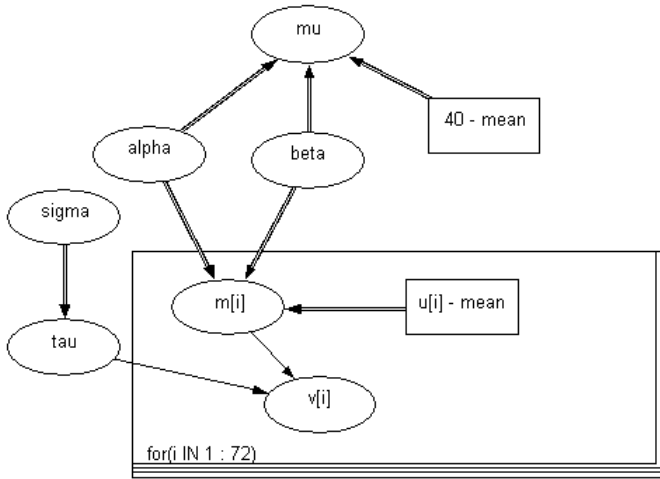 mu
40 - mean
alpha
beta
sigma
m[i]
u[i] - mean
tau
v[i]
for(i IN 1 : 72)